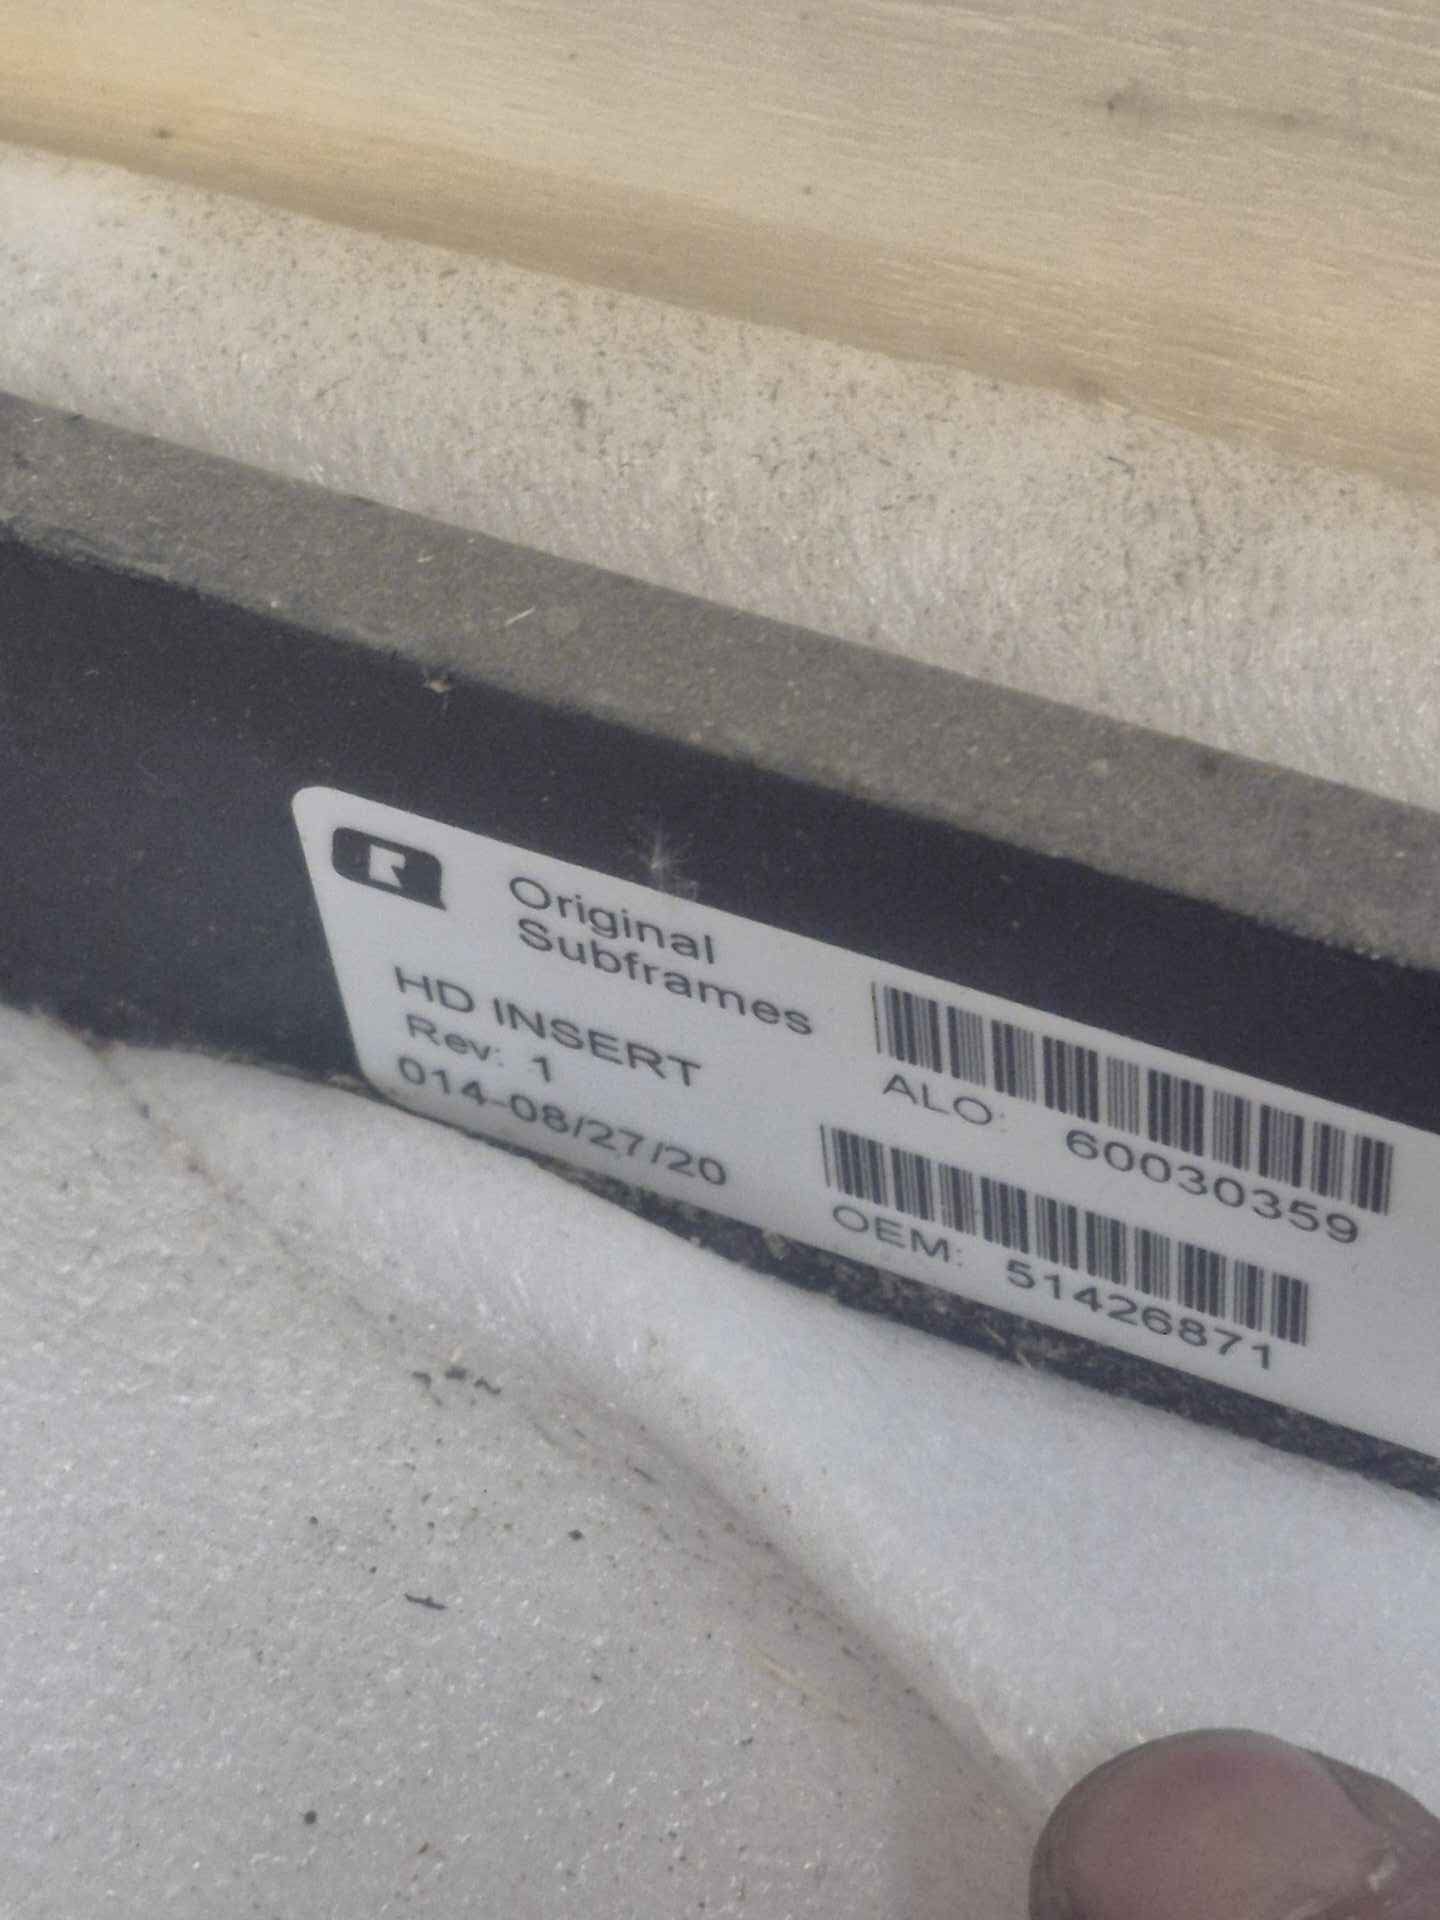 Original
Subframes
HD INSERT
Rev: 1
014-08/27/20
ALO: 60030359
OEM: 51426871